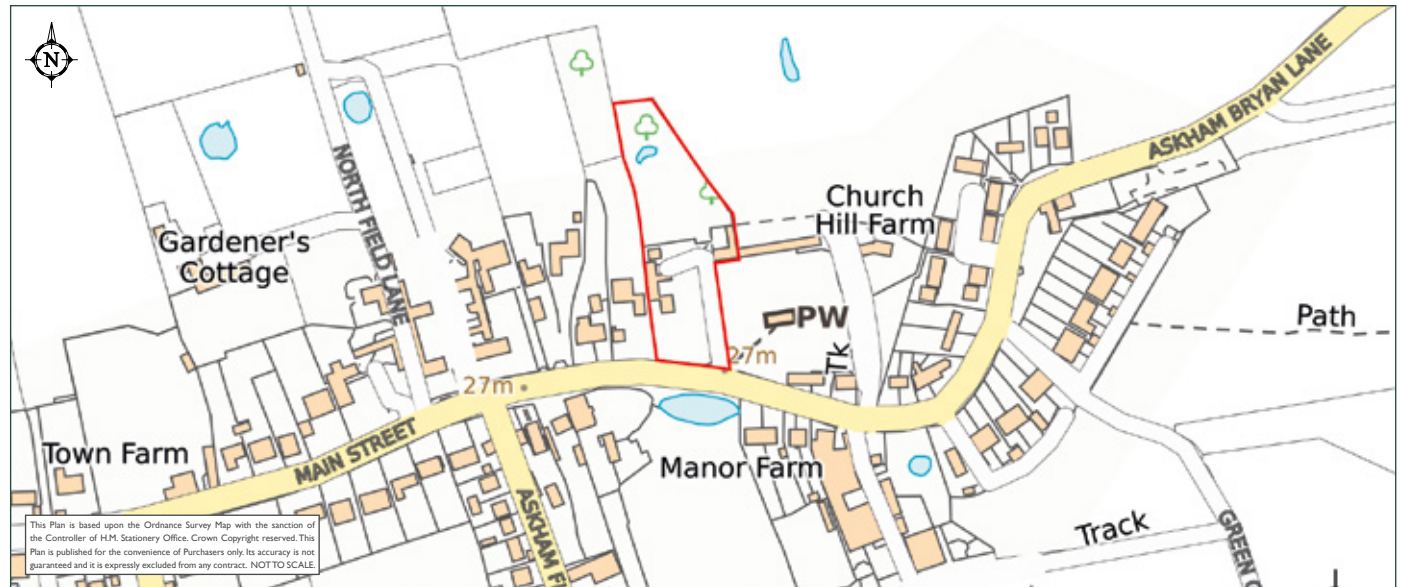 N
ASKHAM BRYAN LANE
NORTH FIELD LANE
Church
Hill Farm
Gardener's
Cottage
PW
Path
27m
Tk
27m
MAIN STREET
Town Farm
Manor Farm
ASKHAM
Track
GREEN
This Plan is based upon the Ordnance Survey Map with the sanction of
the Controller of H.M. Stationery Office. Crown Copyright reserved. This
Plan is published for the convenience of Purchasers only. Its accuracy is not
guaranteed and it is expressly excluded from any contract. NOT TO SCALE.